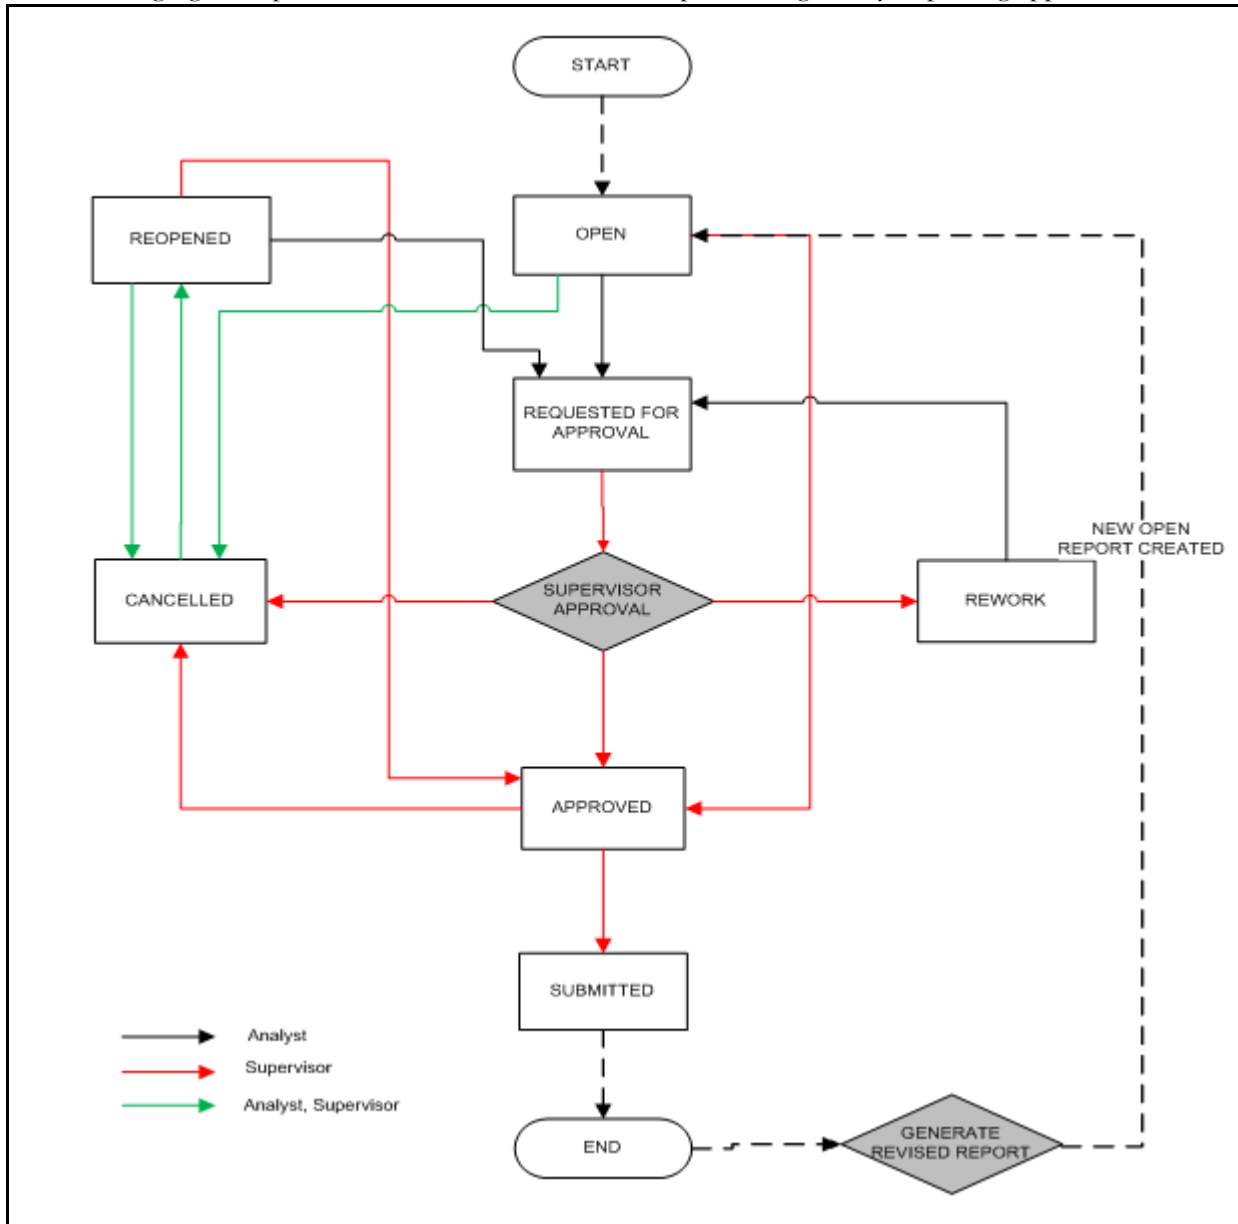 START
REOPENED
OPEN
REQUESTED FOR
APPROVAL
NEW OPEN
REPORT CREATED
CANCELLED
SUPERVISOR
APPROVAL
REWORK
APPROVED
SUBMITTED
Analyst
Supervisor
Analyst, Supervisor
END
GENERATE
REVISED REPORT